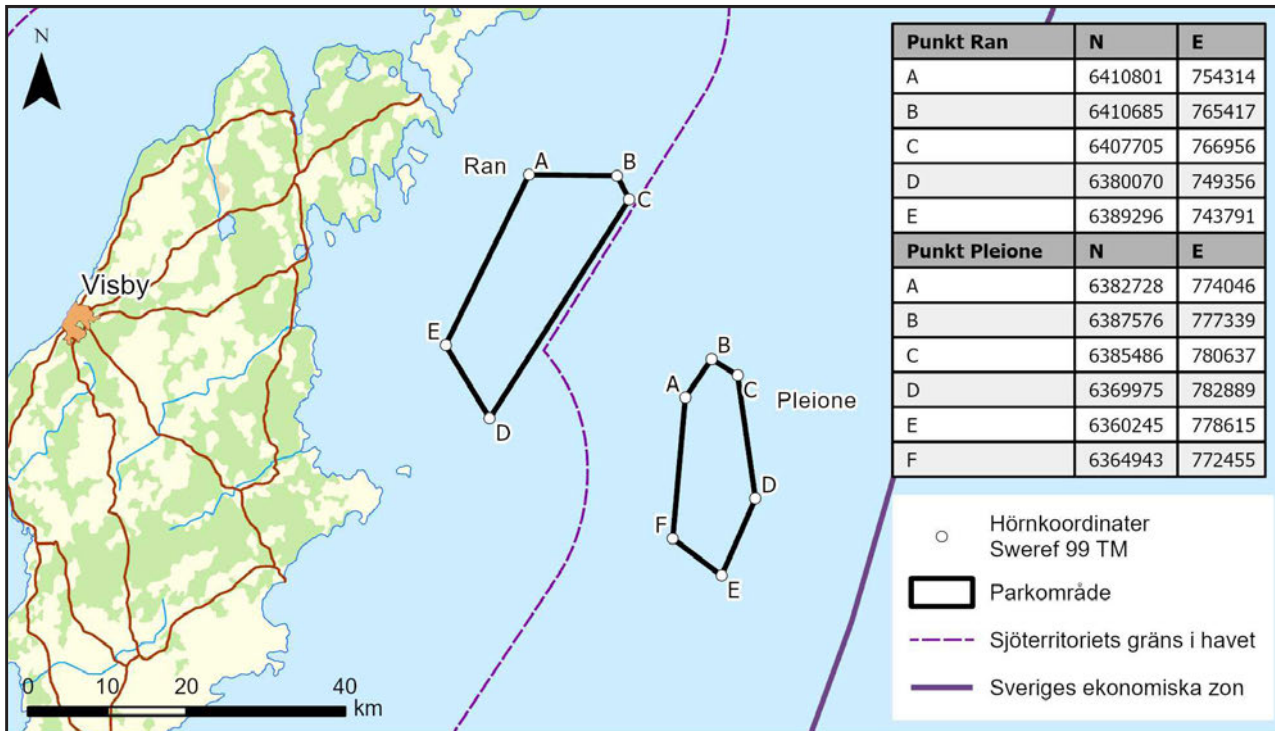 N
Visby
Ran
A
B
C
E
D
B
A
C
Pleione
D
F
E
0 10 20 40
km
Punkt Ran N E
A 6410801 754314
B 6410685 765417
C 6407705 766956
D 6380070 749356
E 6389296 743791
Punkt Pleione N E
A 6382728 774046
B 6387576 777339
C 6385486 780637
D 6369975 782889
E 6360245 778615
F 6364943 772455
Hörnkoordinater
Sweref 99 TM
Parkområde
Sjöterritoriets gräns i havet
Sveriges ekonomiska zon